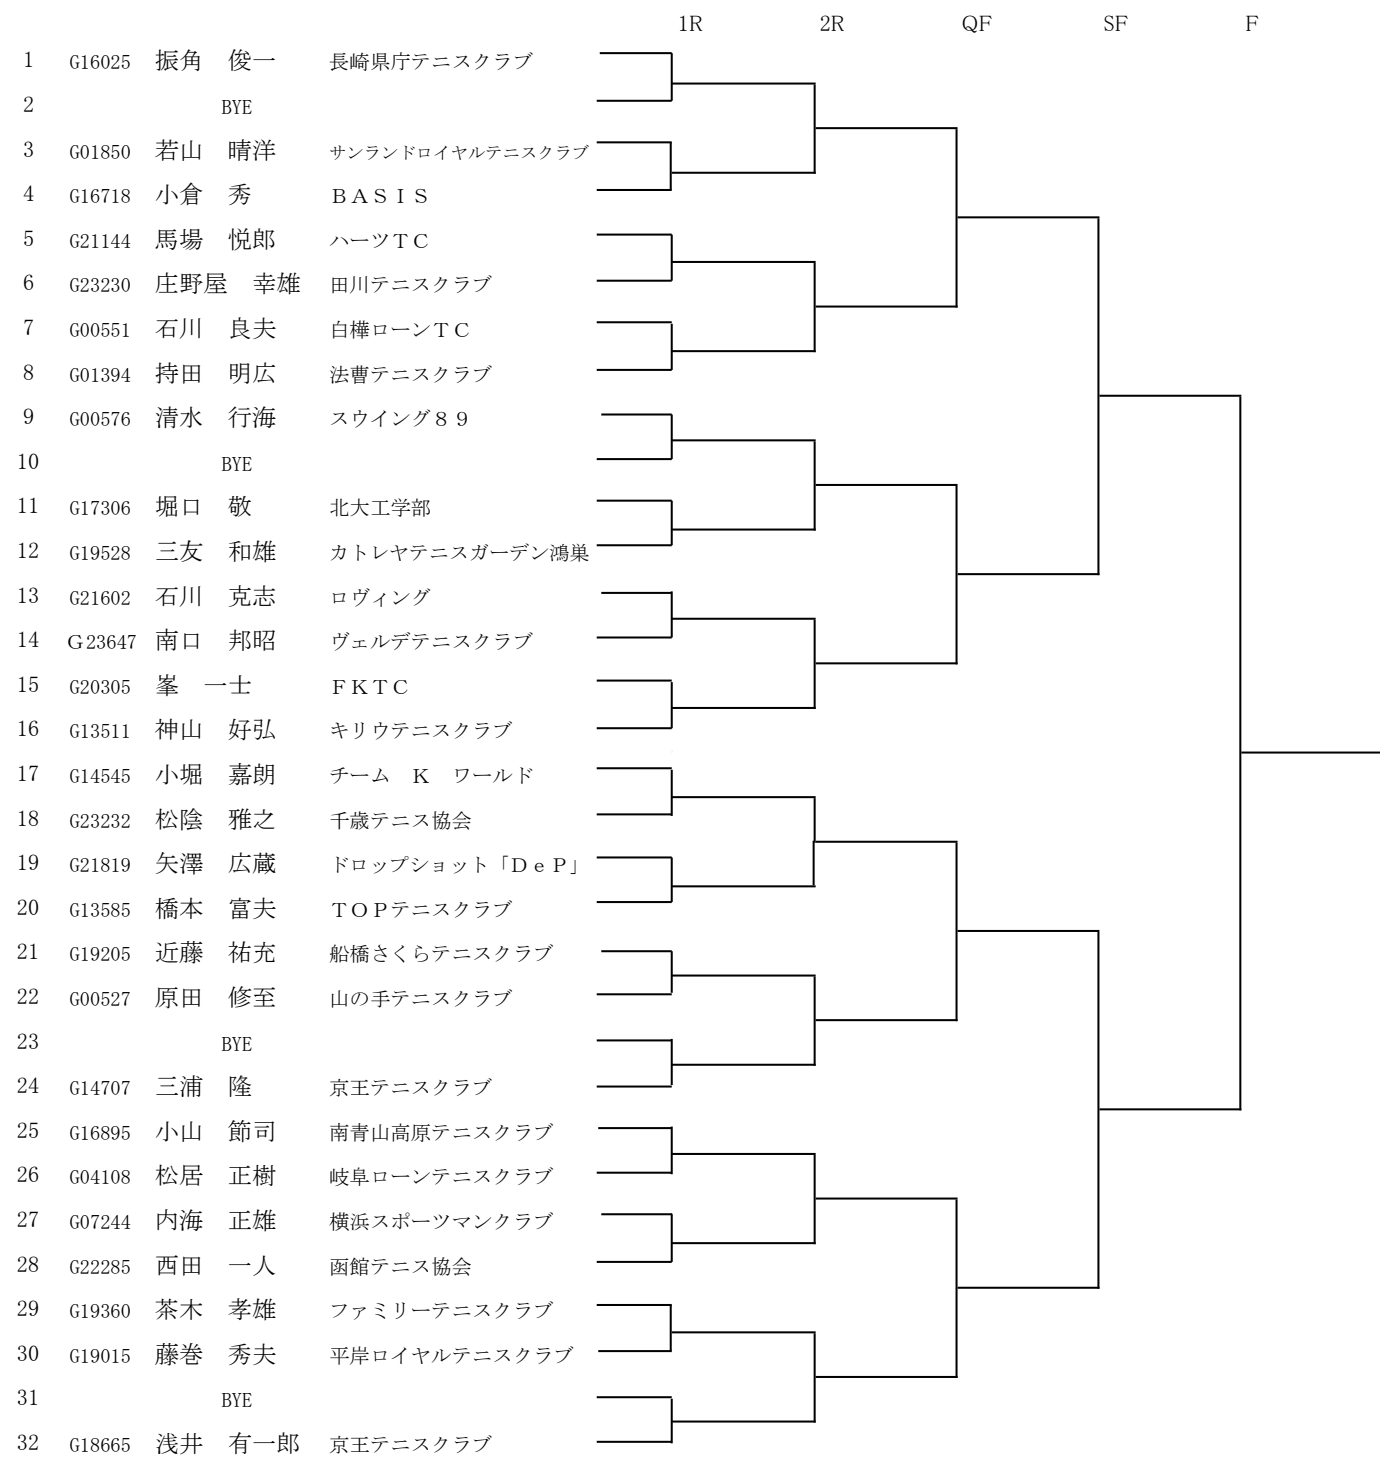 1R 2R QF SF F
1 G16025 振角　俊一 長崎県庁テニスクラブ
2 BYE
3 G01850 若山　晴洋 サンランドロイヤルテニスクラブ
4 G16718 小倉　秀 ＢＡＳＩＳ
5 G21144 馬場　悦郎 ハーツＴＣ
6 G23230 庄野屋　幸雄 田川テニスクラブ
7 G00551 石川　良夫 白樺ローンＴＣ
8 G01394 持田　明広 法曹テニスクラブ
9 G00576 清水　行海 スウイング８９
10 BYE
11 G17306 堀口　敬 北大工学部
12 G19528 三友　和雄 カトレヤテニスガーデン鴻巣
13 G21602 石川　克志 ロヴィング
14 Ｇ23647 南口　邦昭 ヴェルデテニスクラブ
15 G20305 峯　一士 ＦＫＴＣ
16 G13511 神山　好弘 キリウテニスクラブ
17 G14545 小堀　嘉朗 チーム　Ｋ　ワールド
18 G23232 松陰　雅之 千歳テニス協会
19 G21819 矢澤　広蔵 ドロップショット「ＤｅＰ」
20 G13585 橋本　富夫 ＴＯＰテニスクラブ
21 G19205 近藤　祐充 船橋さくらテニスクラブ
22 G00527 原田　修至 山の手テニスクラブ
23 BYE
24 G14707 三浦　隆 京王テニスクラブ
25 G16895 小山　節司 南青山高原テニスクラブ
26 G04108 松居　正樹 岐阜ローンテニスクラブ
27 G07244 内海　正雄 横浜スポーツマンクラブ
28 G22285 西田　一人 函館テニス協会
29 G19360 茶木　孝雄 ファミリーテニスクラブ
30 G19015 藤巻　秀夫 平岸ロイヤルテニスクラブ
31 BYE
32 G18665 浅井　有一郎 京王テニスクラブ